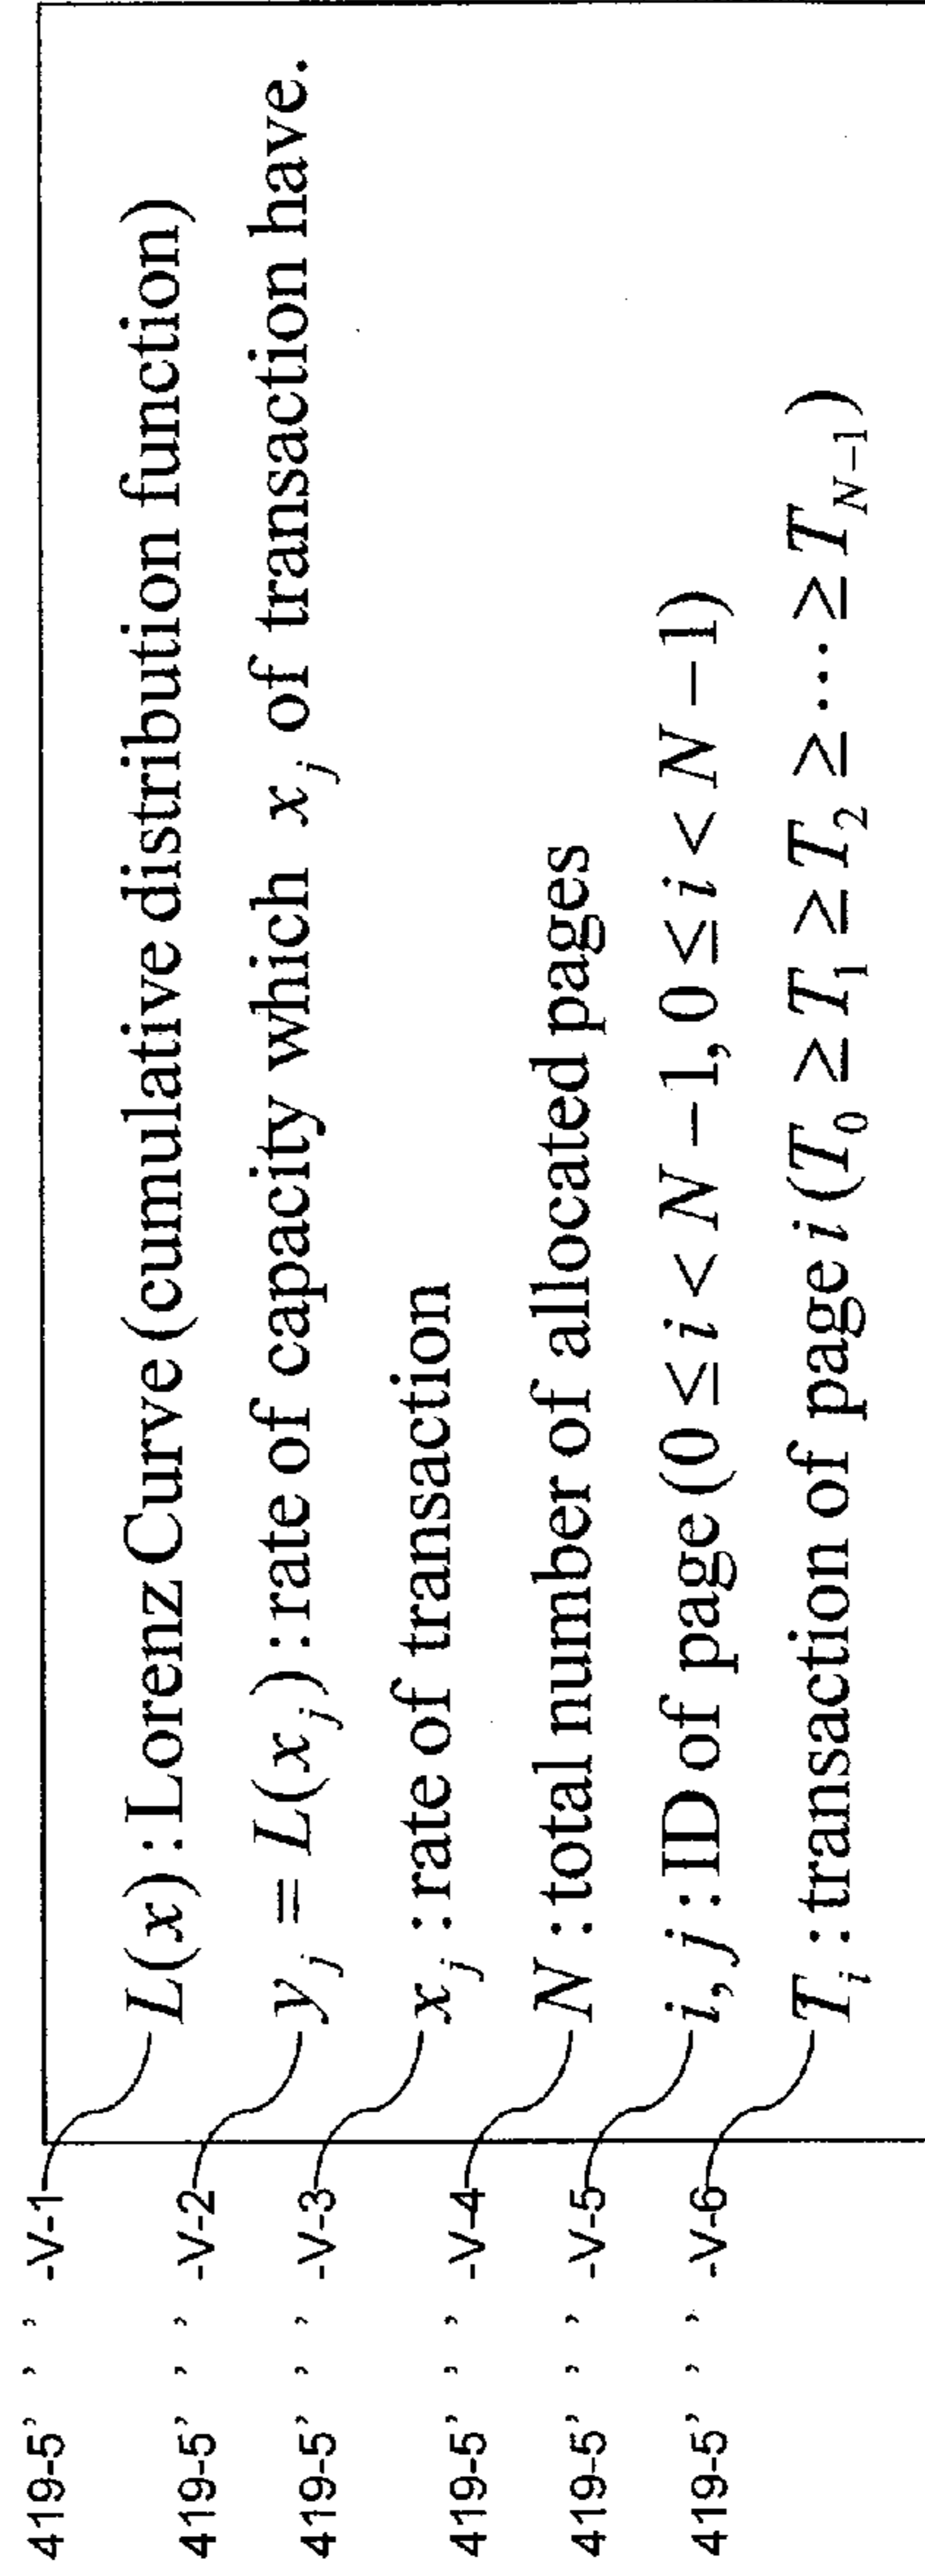 419-5' ' ' -V-1 L(x) : Lorenz Curve (cumulative distribution function)
419-5' ' ' -V-2 y_j = L(x_j) : rate of capacity which x_j of transaction have.
419-5' ' ' -V-3 x_j : rate of transaction
419-5' ' ' -V-4 N : total number of allocated pages
419-5' ' ' -V-5 i, j : ID of page (0 ≤ i < N − 1, 0 ≤ i < N − 1)
419-5' ' ' -V-6 T_i : transaction of page i (T_0 ≥ T_1 ≥ T_2 ≥ … ≥ T_{N−1})